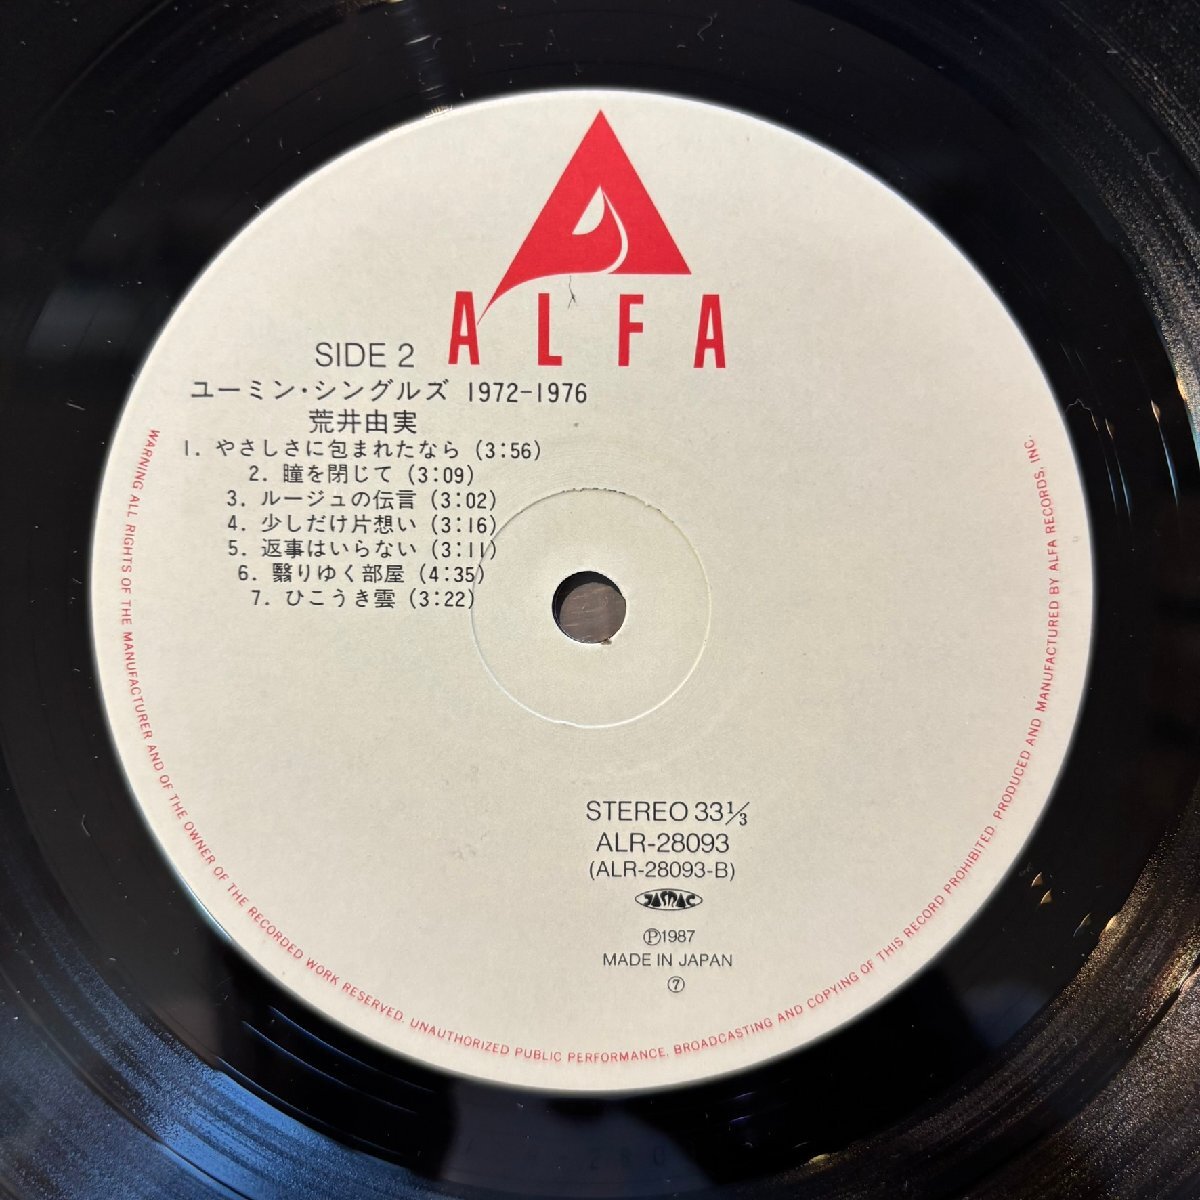 ALFA
SIDE 2
ユーミン・シングルズ 1972-1976
荒井由実
1. やさしさに包まれたなら (3:56)
2. 瞳を閉じて (3:09)
3. ルージュの伝言 (3:02)
4. 少しだけ片想い (3:16)
5. 返事はいらない (3:11)
6. 翳りゆく部屋 (4:35)
7. ひこうき雲 (3:22)
STEREO 33⅓
ALR-28093
(ALR-28093-B)
JASRAC
Ⓟ1987
MADE IN JAPAN
⑦
WARNING ALL RIGHTS OF THE MANUFACTURER AND OF THE OWNER OF THE RECORDED WORK RESERVED. UNAUTHORIZED PUBLIC PERFORMANCE, BROADCASTING AND COPYING OF THIS RECORD PROHIBITED. PRODUCED AND MANUFACTURED BY ALFA RECORDS, INC.